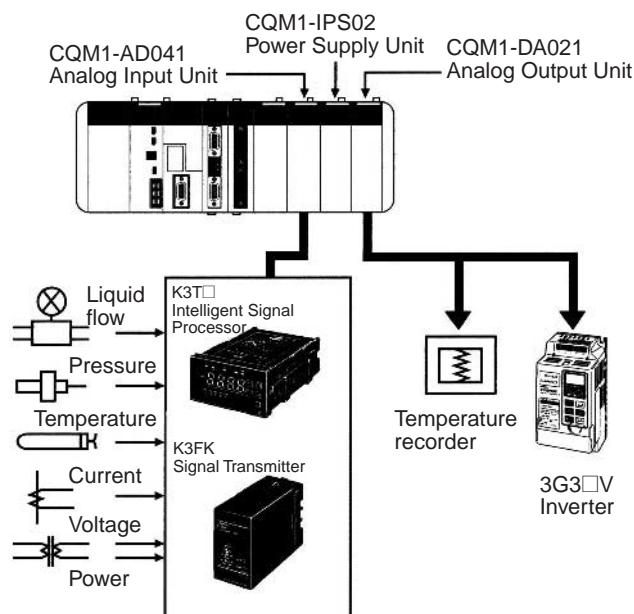 CQM1-IPS02
Power Supply Unit
CQM1-AD041
Analog Input Unit
CQM1-DA021
Analog Output Unit
K3T□
Intelligent Signal
Processor
Liquid
flow
Pressure
Temperature
K3FK
Signal Transmitter
Current
Voltage
Power
Temperature
recorder
3G3□V
Inverter